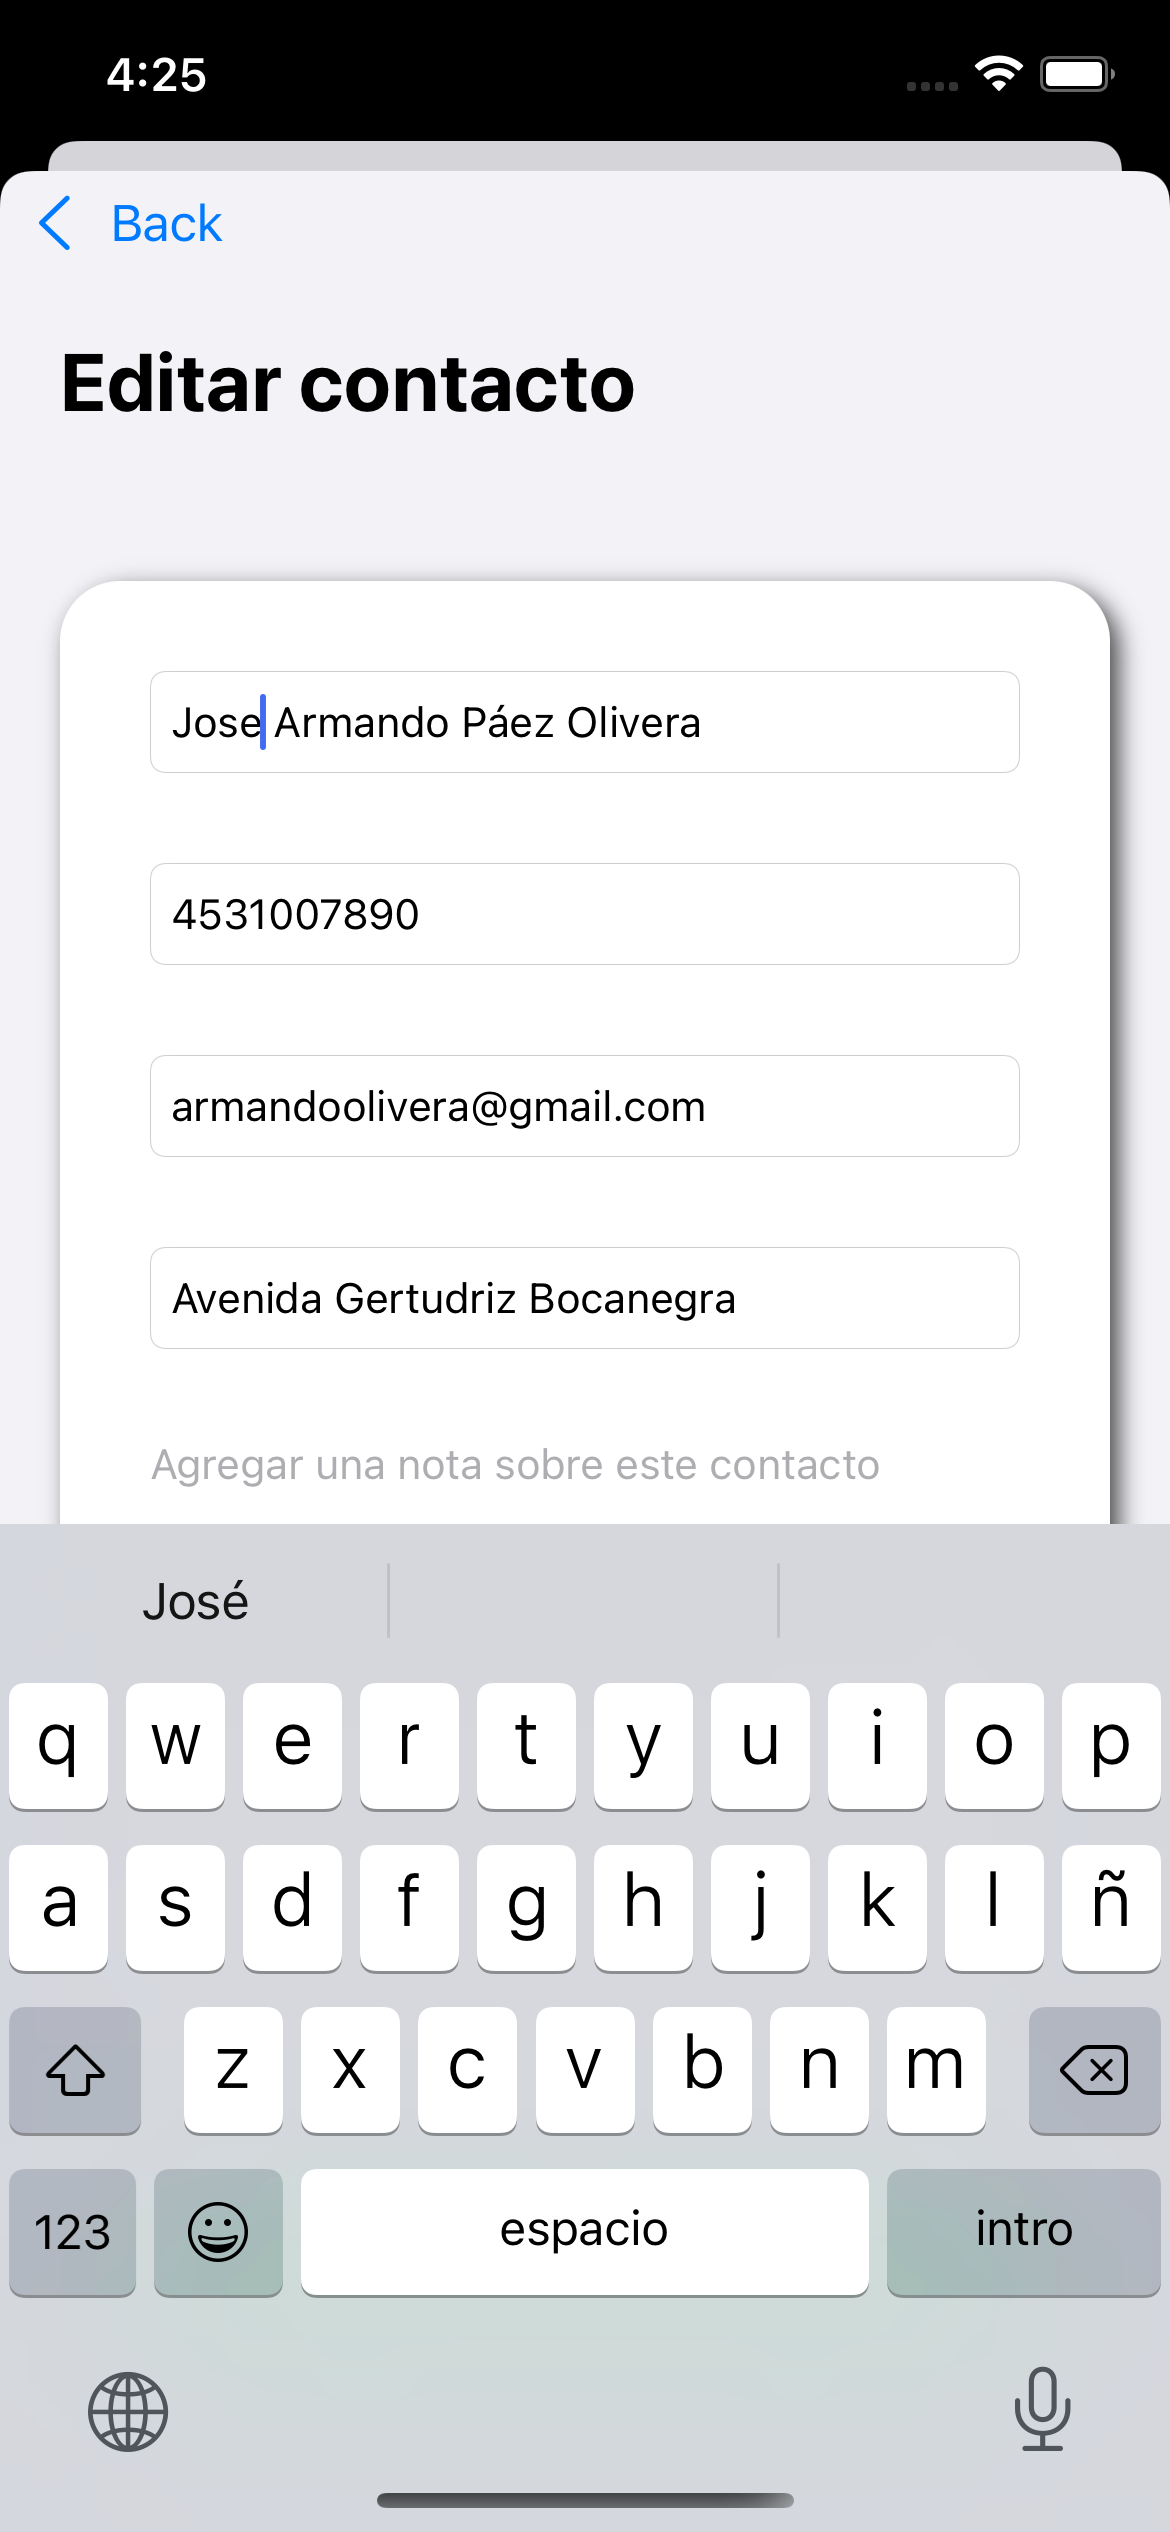 4:25
Back
Editar contacto
Jose Armando Páez Olivera
4531007890
armandoolivera@gmail.com
Avenida Gertudriz Bocanegra
Agregar una nota sobre este contacto
José
q w e r t y u i o p
a s d f g h j k l ñ
z x c v b n m
123 espacio intro